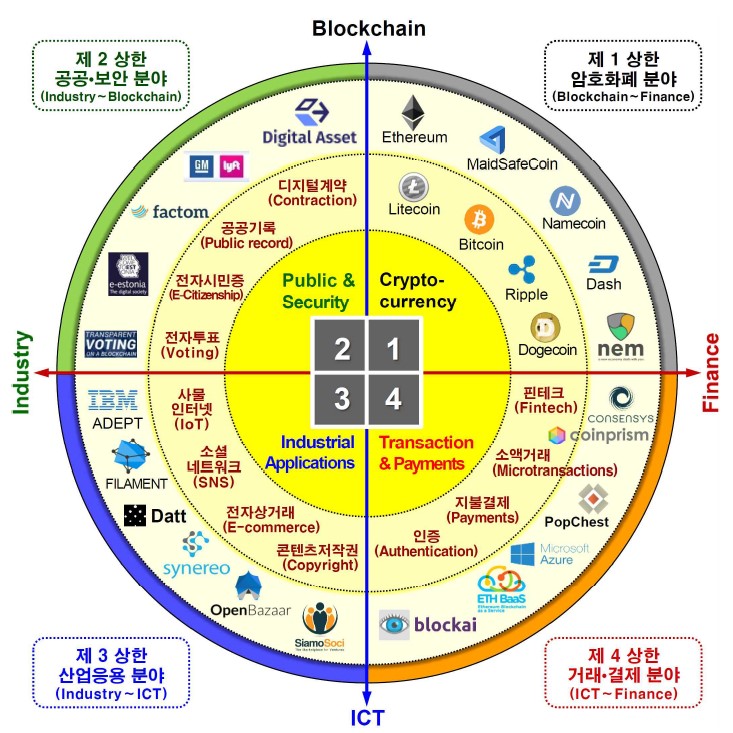 Blockchain
제 2 상한
공공•보안 분야
(Industry~Blockchain)
제 1 상한
암호화폐 분야
(Blockchain~Finance)
Digital Asset
GM
lyft
factom
e-estonia
The digital society
TRANSPARENT
VOTING
ON A BLOCKCHAIN
디지털계약
(Contraction)
공공기록
(Public record)
전자시민증
(E-Citizenship)
전자투표
(Voting)
Public &
Security
2
Ethereum
MaidSafeCoin
Namecoin
Dash
nem
Litecoin
Bitcoin
Ripple
Dogecoin
Crypto-
currency
1
Industry
Finance
IBM
ADEPT
FILAMENT
Datt
synereo
OpenBazaar
SiamoSoci
사물
인터넷
(IoT)
소셜
네트워크
(SNS)
전자상거래
(E-commerce)
콘텐츠저작권
(Copyright)
3
Industrial
Applications
4
Transaction
& Payments
핀테크
(Fintech)
소액거래
(Microtransactions)
지불결제
(Payments)
인증
(Authentication)
CONSENSYS
coinprism
PopChest
Microsoft
Azure
ETH BaaS
Ethereum Blockchain
as a Service
blockai
제 3 상한
산업응용 분야
(Industry~ICT)
제 4 상한
거래•결제 분야
(ICT~Finance)
ICT